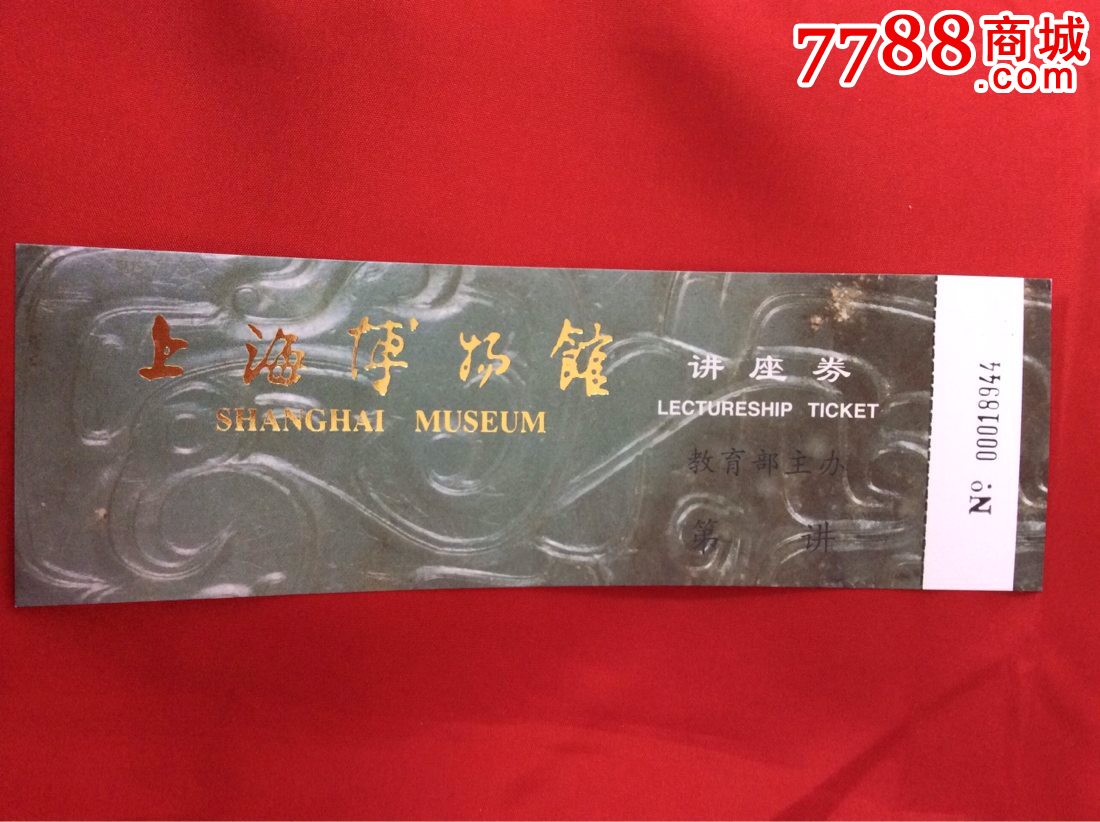 7788商城
.com
上海博物館
SHANGHAI MUSEUM
讲座券
LECTURESHIP TICKET
教育部主办
第 讲
No. 00018944